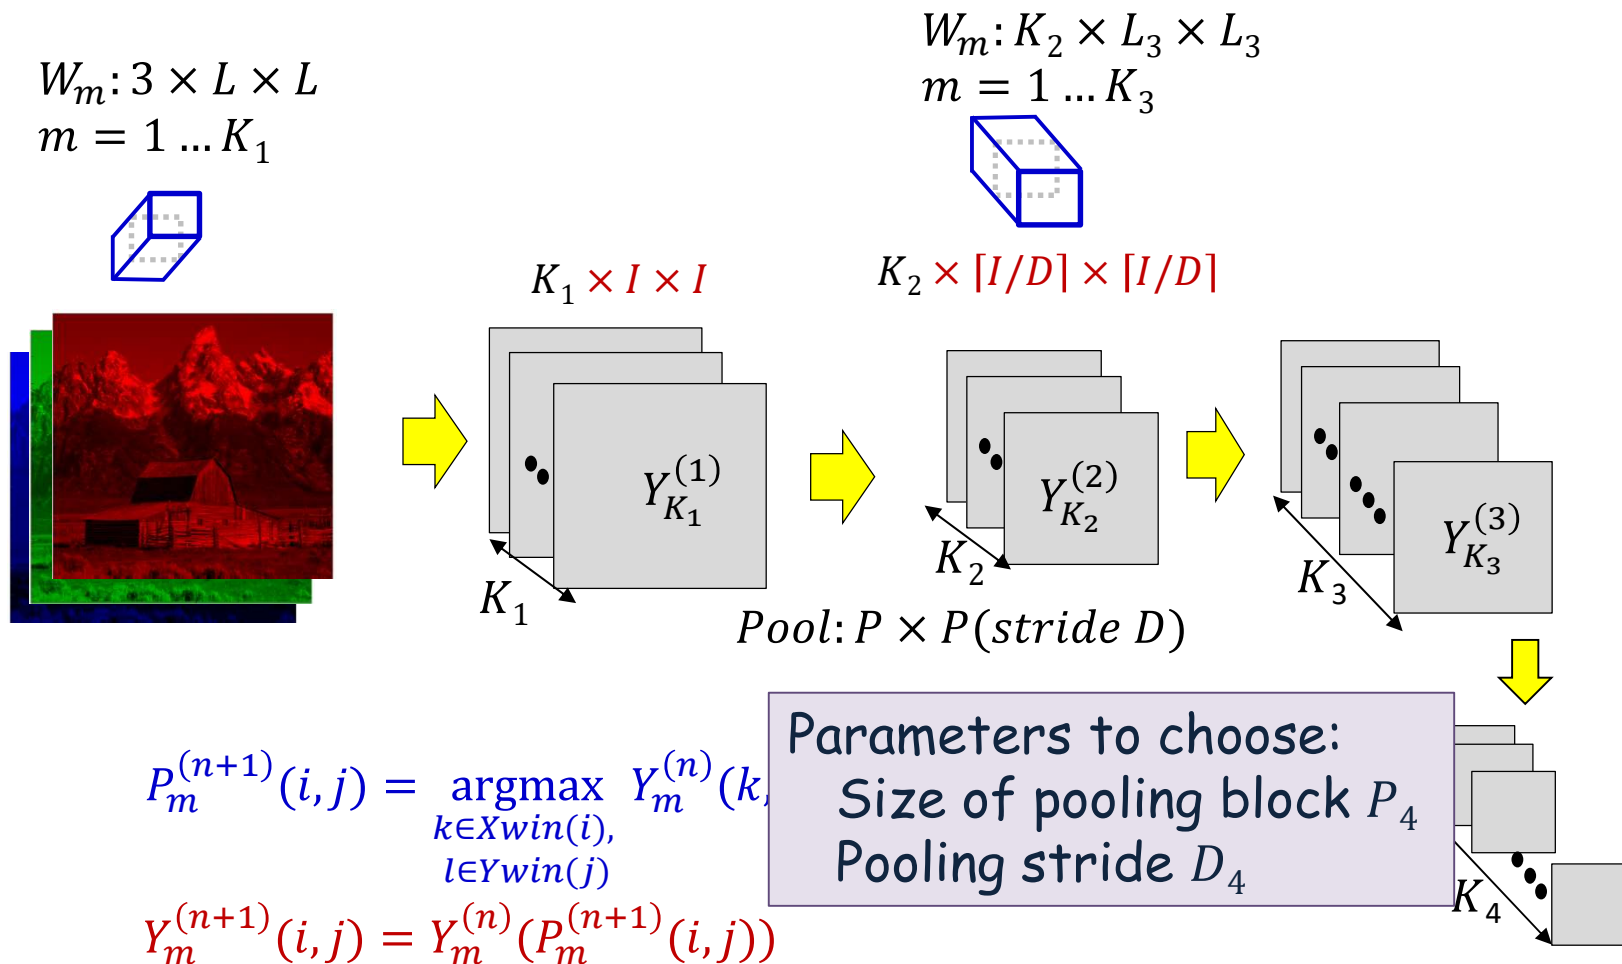 W_m: 3 × L × L
m = 1 … K_1
W_m: K_2 × L_3 × L_3
m = 1 … K_3
K_1 × I × I
K_2 × ⌈I/D⌉ × ⌈I/D⌉
Y_{K_1}^{(1)}
Y_{K_2}^{(2)}
Y_{K_3}^{(3)}
K_1
K_2
K_3
Pool: P × P(stride D)
Parameters to choose:
Size of pooling block P_4
Pooling stride D_4
K_4
P_m^{(n+1)}(i, j) = argmax Y_m^{(n)}(k,
k∈Xwin(i),
l∈Ywin(j)
Y_m^{(n+1)}(i, j) = Y_m^{(n)}(P_m^{(n+1)}(i, j))